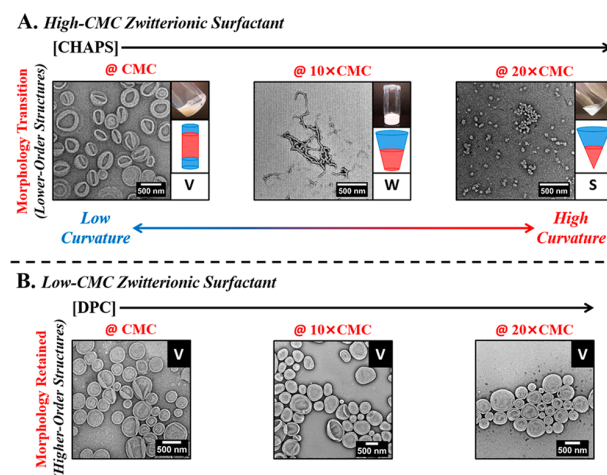 A. High-CMC Zwitterionic Surfactant
[CHAPS]
@ CMC
@ 10×CMC
@ 20×CMC
Morphology Transition
(Lower-Order Structures)
500 nm
V
500 nm
W
500 nm
S
Low
Curvature
High
Curvature
B. Low-CMC Zwitterionic Surfactant
[DPC]
@ CMC
@ 10×CMC
@ 20×CMC
Morphology Retained
(Higher-Order Structures)
V
500 nm
V
500 nm
V
500 nm